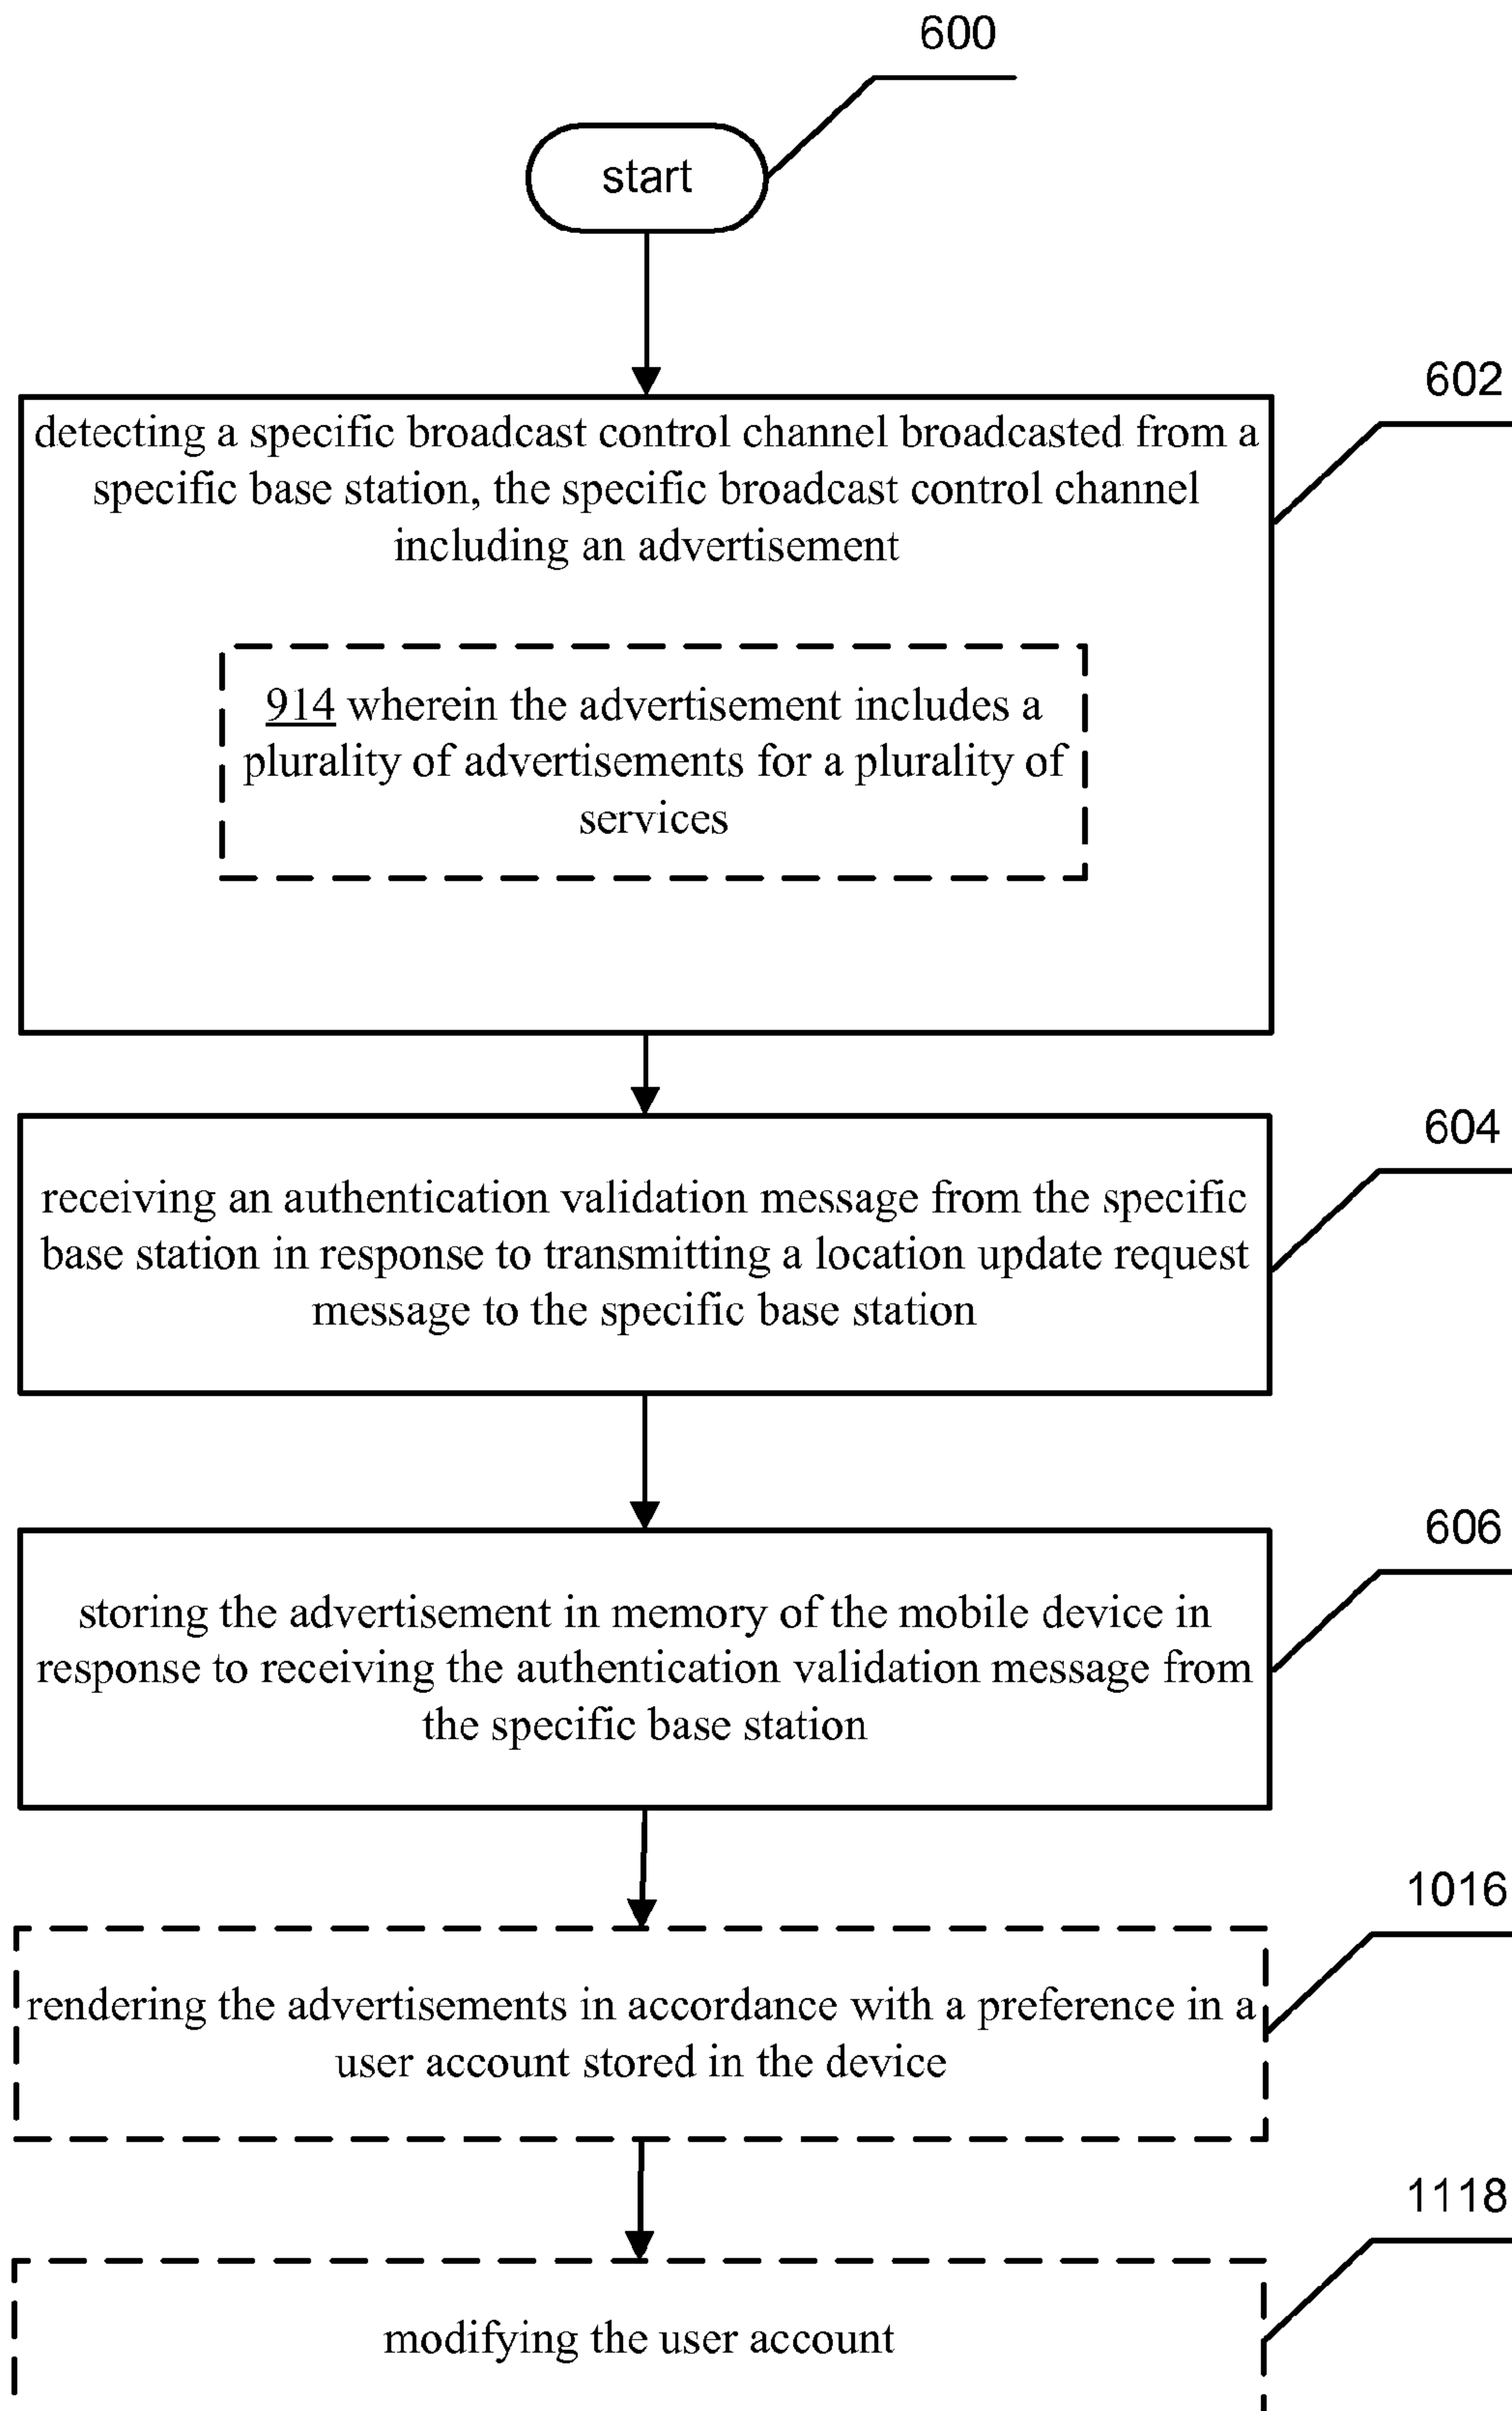 600
start
602
detecting a specific broadcast control channel broadcasted from a
specific base station, the specific broadcast control channel
including an advertisement
914 wherein the advertisement includes a
plurality of advertisements for a plurality of
services
604
receiving an authentication validation message from the specific
base station in response to transmitting a location update request
message to the specific base station
606
storing the advertisement in memory of the mobile device in
response to receiving the authentication validation message from
the specific base station
1016
rendering the advertisements in accordance with a preference in a
user account stored in the device
1118
modifying the user account